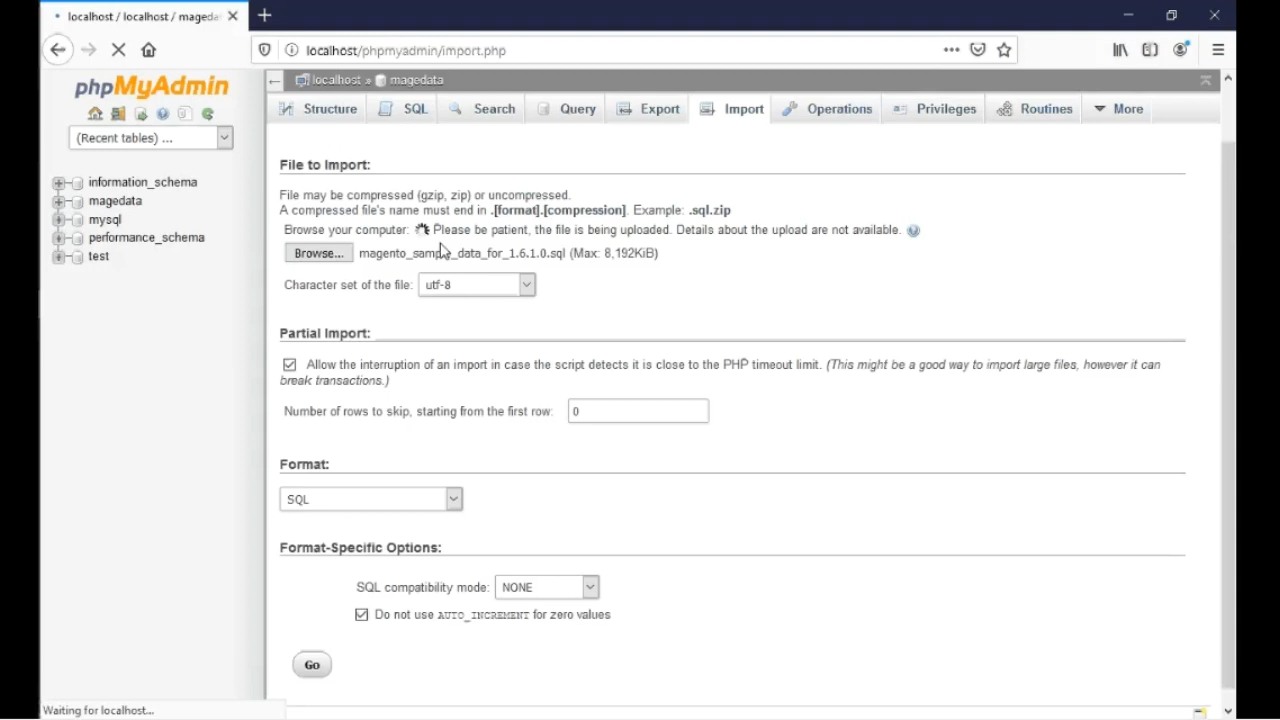 localhost / localhost / mageda
localhost/phpmyadmin/import.php
phpMyAdmin
(Recent tables) ...
information_schema
magedata
mysql
performance_schema
test
localhost » magedata
Structure SQL Search Query Export Import Operations Privileges Routines More
File to Import:
File may be compressed (gzip, zip) or uncompressed.
A compressed file's name must end in .[format].[compression]. Example: .sql.zip
Browse your computer: Please be patient, the file is being uploaded. Details about the upload are not available.
Browse... magento_sample_data_for_1.6.1.0.sql (Max: 8,192KiB)
Character set of the file: utf-8
Partial Import:
Allow the interruption of an import in case the script detects it is close to the PHP timeout limit. (This might be a good way to import large files, however it can
break transactions.)
Number of rows to skip, starting from the first row: 0
Format:
SQL
Format-Specific Options:
SQL compatibility mode: NONE
Do not use AUTO_INCREMENT for zero values
Go
Waiting for localhost...